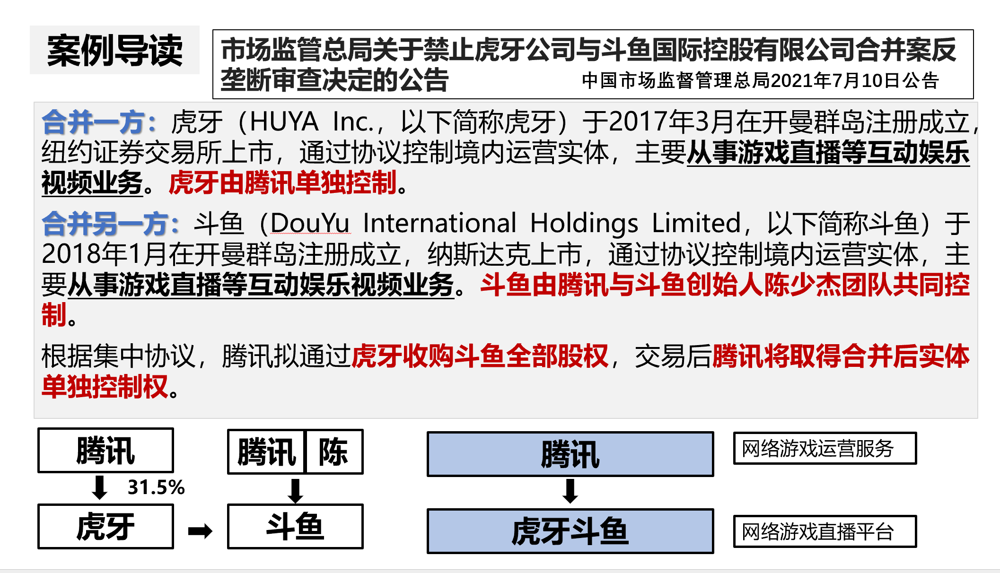 案例导读
市场监管总局关于禁止虎牙公司与斗鱼国际控股有限公司合并案反
垄断审查决定的公告 中国市场监督管理总局2021年7月10日公告
合并一方：虎牙（HUYA Inc.，以下简称虎牙）于2017年3月在开曼群岛注册成立，
纽约证券交易所上市，通过协议控制境内运营实体，主要从事游戏直播等互动娱乐
视频业务。虎牙由腾讯单独控制。
合并另一方：斗鱼（DouYu International Holdings Limited，以下简称斗鱼）于
2018年1月在开曼群岛注册成立，纳斯达克上市，通过协议控制境内运营实体，主
要从事游戏直播等互动娱乐视频业务。斗鱼由腾讯与斗鱼创始人陈少杰团队共同控
制。
根据集中协议，腾讯拟通过虎牙收购斗鱼全部股权，交易后腾讯将取得合并后实体
单独控制权。
腾讯 腾讯 陈 腾讯 网络游戏运营服务
31.5%
虎牙 斗鱼 虎牙斗鱼 网络游戏直播平台